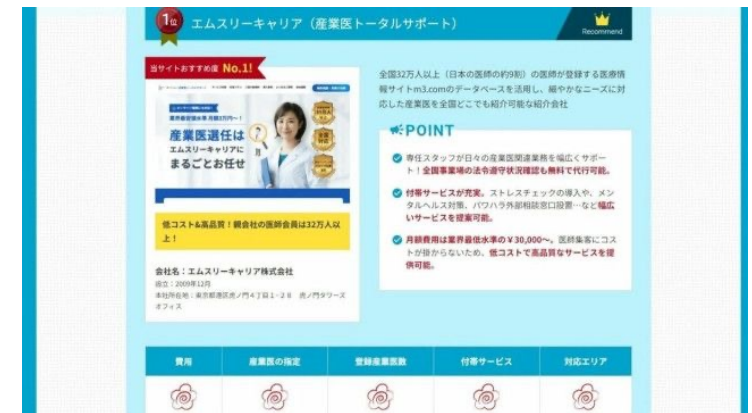 1位 エムスリーキャリア（産業医トータルサポート）
Recommend
当サイトおすすめ度 No.1!
産業医選任は
エムスリーキャリアに
まるごとお任せ
低コスト&高品質！親会社の医師会員は32万人以
上！
会社名：エムスリーキャリア株式会社
設立：2009年12月
本社所在地：東京都港区虎ノ門4丁目1-28 虎ノ門タワーズ
オフィス
全国32万人以上（日本の医師の約9割）の医師が登録する医療情
報サイトm3.comのデータベースを活用し、細やかなニーズに対
応した産業医を全国どこでも紹介可能な紹介会社
POINT
専任スタッフが日々の産業医関連業務を幅広くサポー
ト！全国事業場の法令遵守状況確認も無料で代行可能。
付帯サービスが充実。ストレスチェックの導入や、メン
タルヘルス対策、パワハラ外部相談窓口設置…など幅広
いサービスを提案可能。
月額費用は業界最低水準の￥30,000〜。医師集客にコス
トが掛からないため、低コストで高品質なサービスを提
供可能。
費用
産業医の指定
登録産業医数
付帯サービス
対応エリア